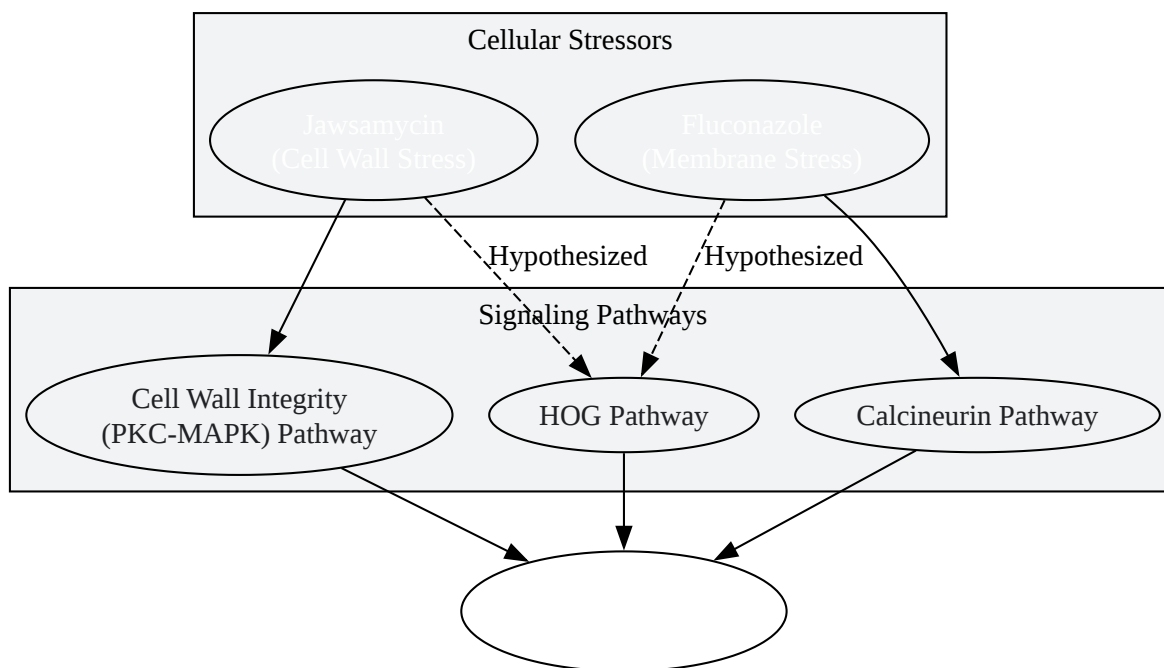 Cellular Stressors
Jawsamycin
(Cell Wall Stress)
Fluconazole
(Membrane Stress)
Hypothesized
Hypothesized
Signaling Pathways
Cell Wall Integrity
(PKC-MAPK) Pathway
HOG Pathway
Calcineurin Pathway